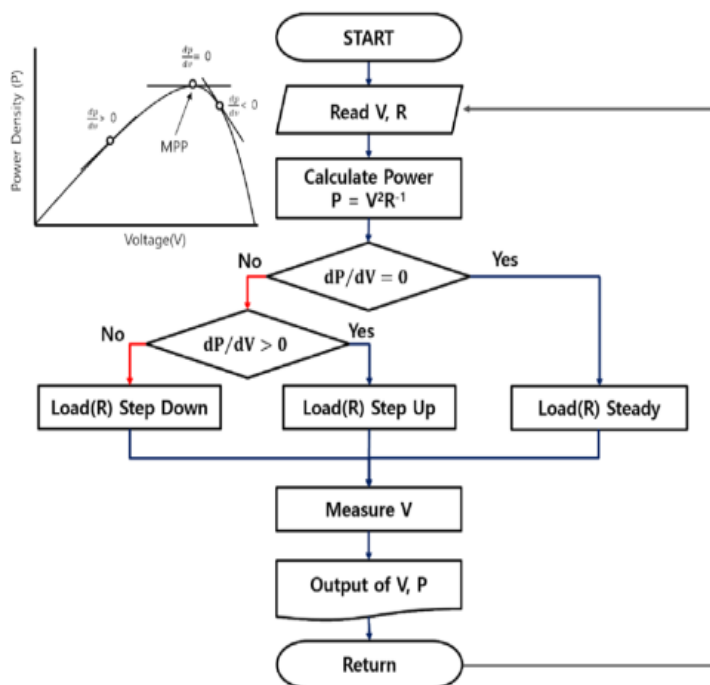 START
Read V, R
Calculate Power
P = V²R⁻¹
dP/dV = 0
No
Yes
dP/dV > 0
No
Yes
Load(R) Step Down
Load(R) Step Up
Load(R) Steady
Measure V
Output of V, P
Return
Power Density (P)
Voltage(V)
dp/dv > 0
dp/dv = 0
dp/dv < 0
MPP